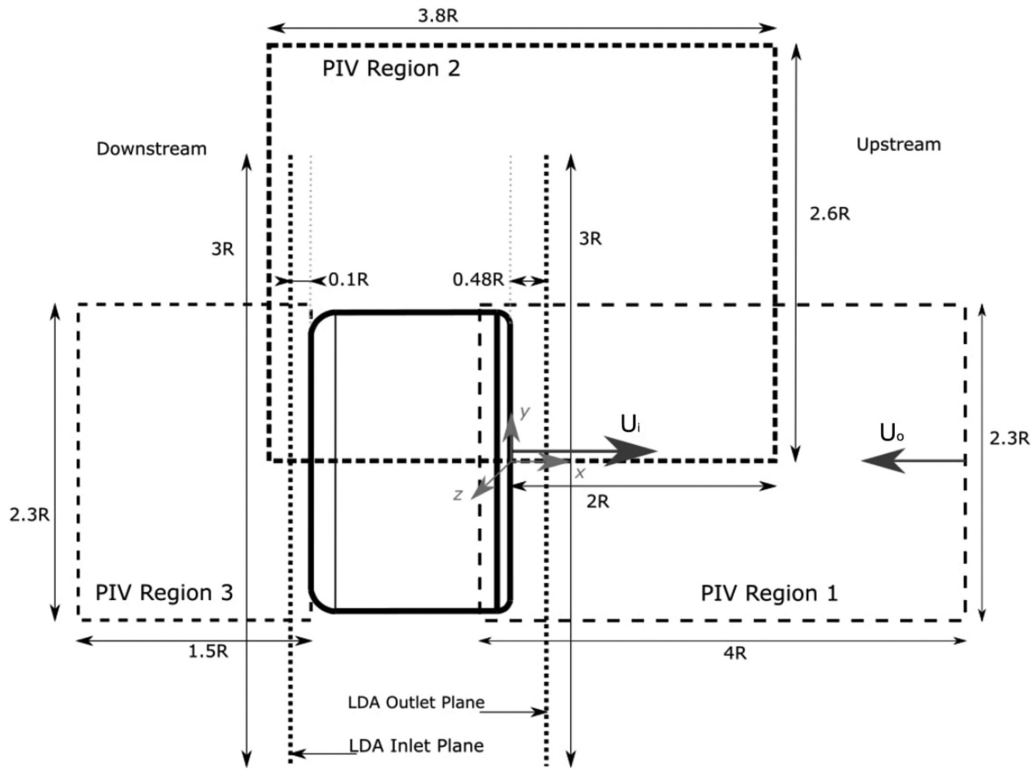 3.8R
PIV Region 2
Downstream
Upstream
2.6R
3R
3R
0.1R
0.48R
y
Ui
Uo
2.3R
x
z
2R
2.3R
PIV Region 3
PIV Region 1
1.5R
4R
LDA Outlet Plane
LDA Inlet Plane